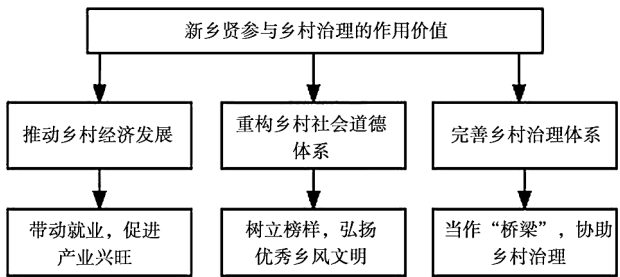 新乡贤参与乡村治理的作用价值
推动乡村经济发展
重构乡村社会道德
体系
完善乡村治理体系
带动就业，促进
产业兴旺
树立榜样，弘扬
优秀乡风文明
当作“桥梁”，协助
乡村治理